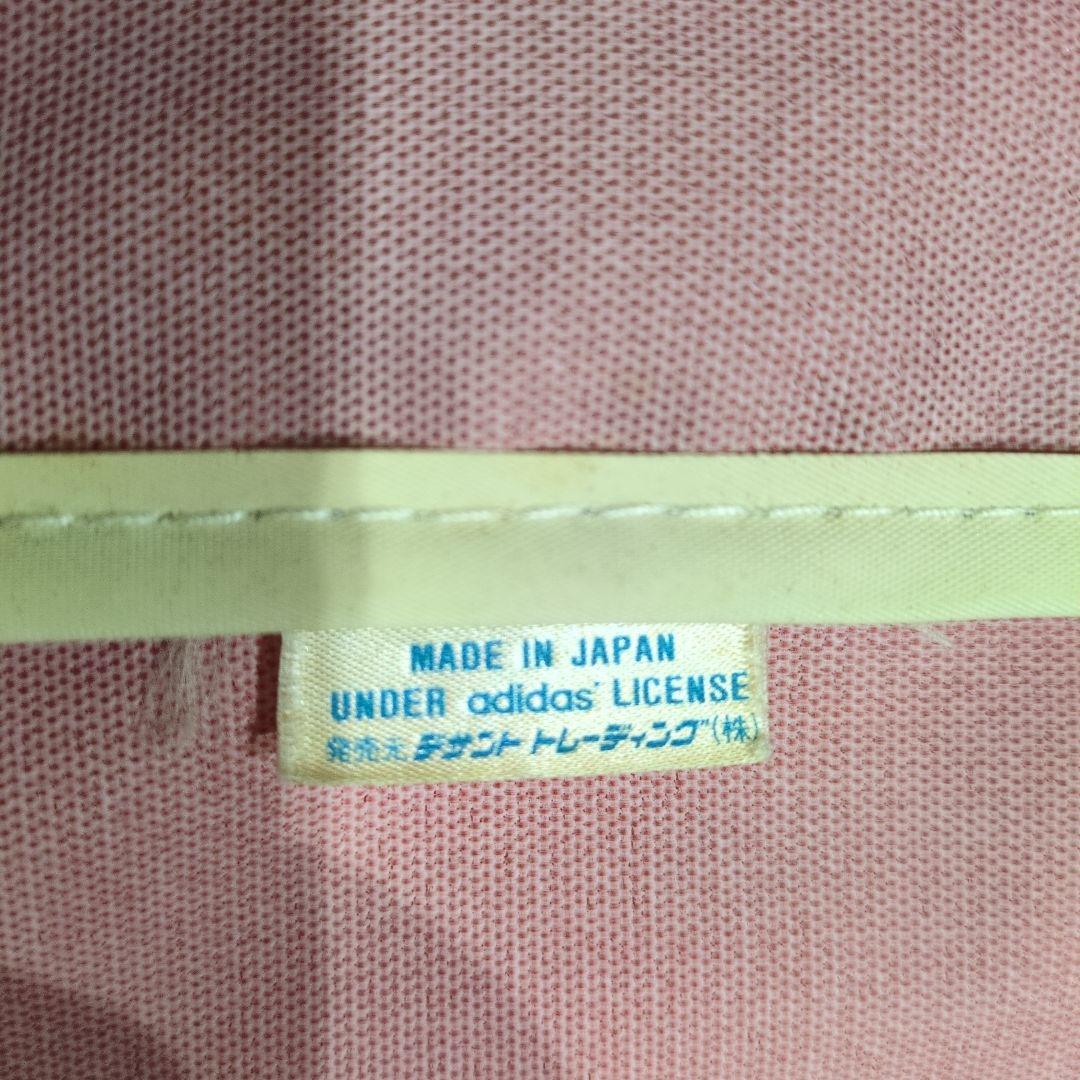 MADE IN JAPAN
UNDER adidas LICENSE
発売元 デサント トレーディング(株)